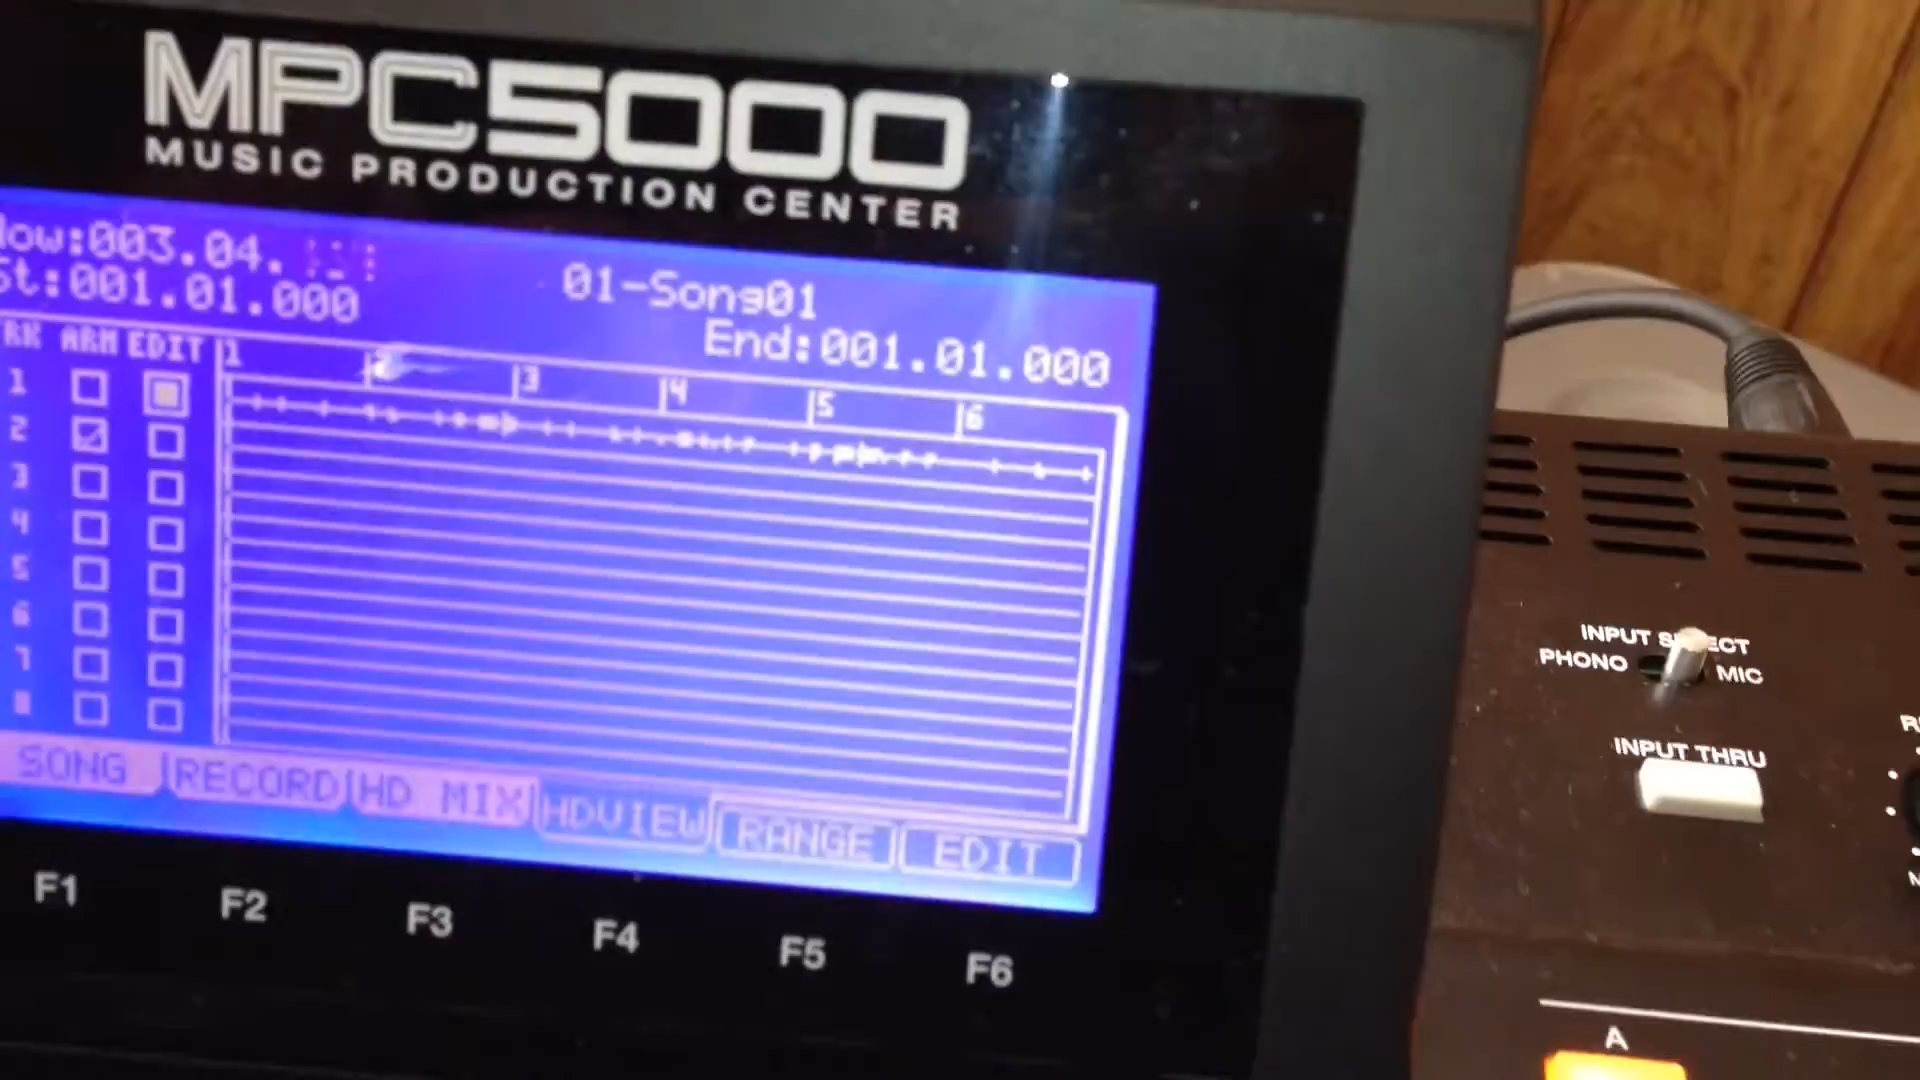 MPC5000
MUSIC PRODUCTION CENTER
Now:003.04.
St:001.01.000
01-Song01
End:001.01.000
TRK ARM EDIT
1 2 3 4 5 6
1
2
3
4
5
6
7
8
SONG RECORD HD MIX HDVIEW RANGE EDIT
F1 F2 F3 F4 F5 F6
INPUT SELECT
PHONO MIC
INPUT THRU
A